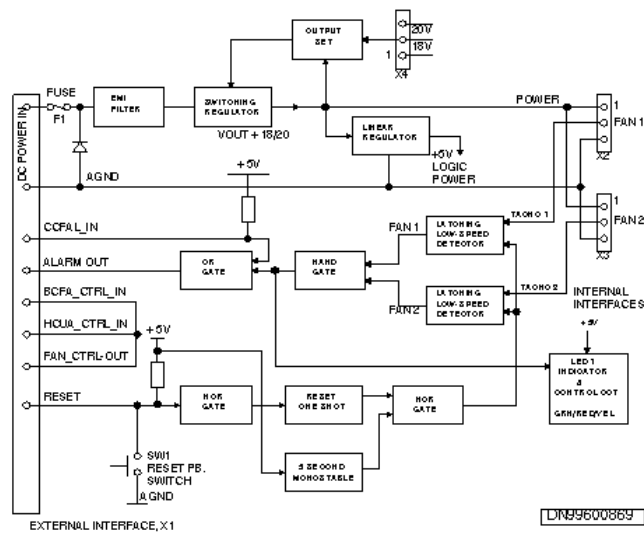 OUTPUT
SET
20V
18V
1
X4
FUSE
F1
EMI
FILTER
SWITCHING
REGULATOR
VOUT + 18/20
POWER
1
FAN 1
X2
LINEAR
REGULATOR
+5V
LOGIC
POWER
DC POWER IN
AGND
+5V
1
FAN 2
X3
CCFAL_IN
ALARM OUT
BCFA_CTRL_IN
HCUA_CTRL_IN
FAN_CTRL-OUT
RESET
OR
GATE
NAND
GATE
FAN 1
FAN2
LATCHING
LOW-SPEED
DETECTOR
TACHO 1
LATCHING
LOW-SPEED
DETECTOR
TACHO 2
INTERNAL
INTERFACES
+5V
LED 1
INDICATOR
&
CONTROL CCT
GRN/RED/YEL
+5V
NOR
GATE
RESET
ONE SHOT
NOR
GATE
5 SECOND
MONOSTABLE
SW1
RESET PB.
SWITCH
AGND
EXTERNAL INTERFACE, X1
DN99600869